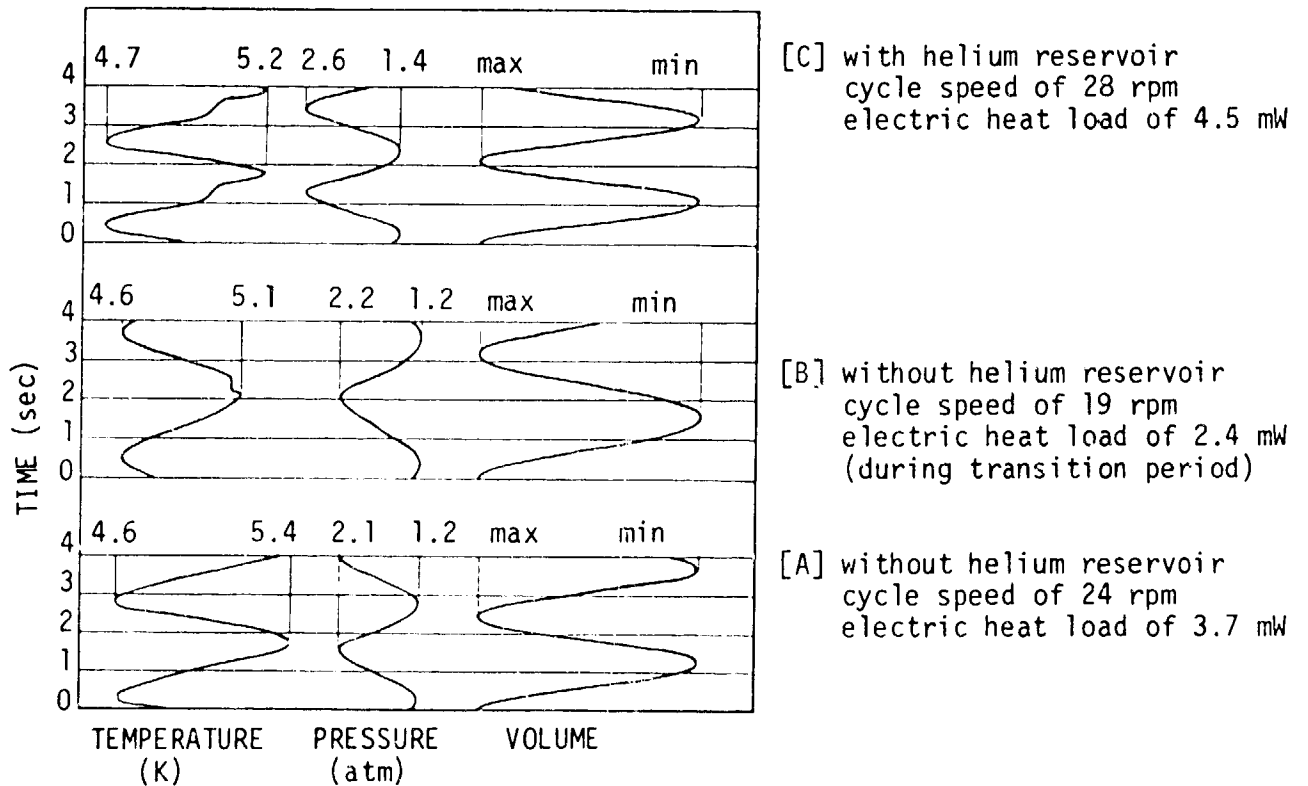 4.7 5.2 2.6 1.4 max min
4
3
2
1
0
[C] with helium reservoir
cycle speed of 28 rpm
electric heat load of 4.5 mW
4.6 5.1 2.2 1.2 max min
4
3
2
1
0
[B] without helium reservoir
cycle speed of 19 rpm
electric heat load of 2.4 mW
(during transition period)
4.6 5.4 2.1 1.2 max min
4
3
2
1
0
[A] without helium reservoir
cycle speed of 24 rpm
electric heat load of 3.7 mW
TIME (sec)
TEMPERATURE PRESSURE VOLUME
(K) (atm)